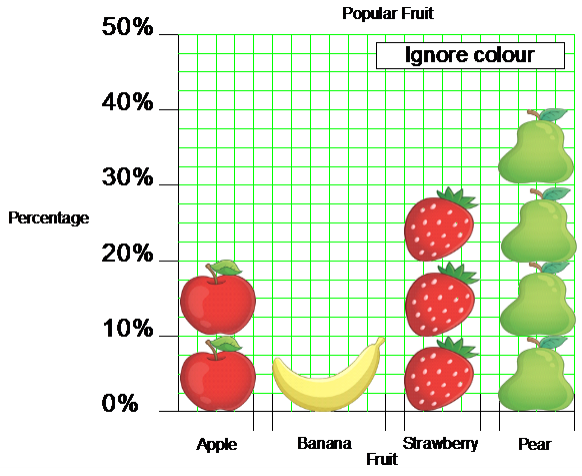 Popular Fruit
50%
Ignore colour
40%
30%
Percentage
20%
10%
0%
Apple Banana Strawberry Pear
Fruit